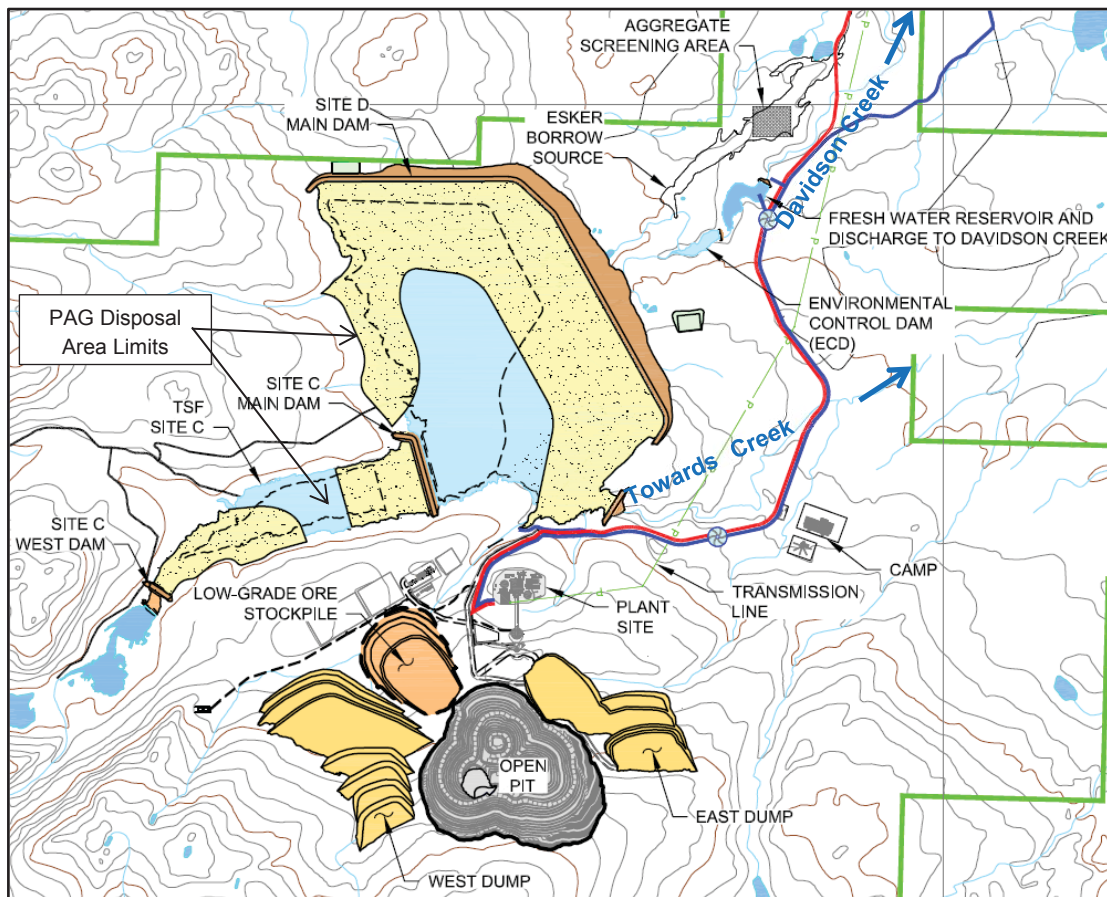 AGGREGATE
SCREENING AREA
SITE D
MAIN DAM
ESKER
BORROW
SOURCE
Davidson Creek
FRESH WATER RESERVOIR AND
DISCHARGE TO DAVIDSON CREEK
ENVIRONMENTAL
CONTROL DAM
(ECD)
PAG Disposal
Area Limits
SITE C
MAIN DAM
TSF
SITE C
Towards Creek
SITE C
WEST DAM
CAMP
LOW-GRADE ORE
STOCKPILE
PLANT
SITE
TRANSMISSION
LINE
OPEN
PIT
EAST DUMP
WEST DUMP
P
P
P
P
P
P
P